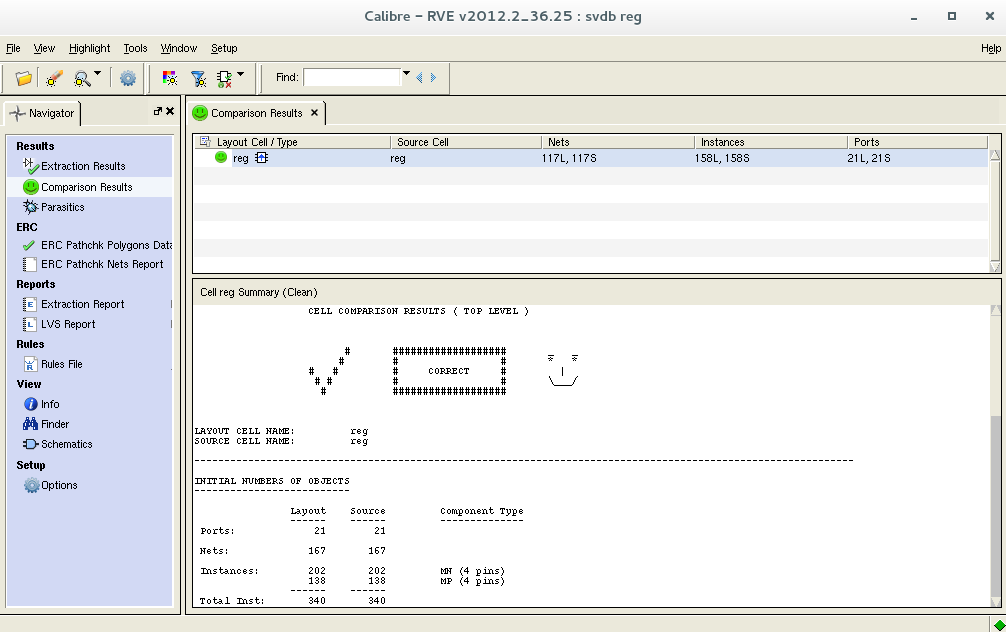 Calibre - RVE v2012.2_36.25 : svdb reg
File View Highlight Tools Window Setup Help
Find:
Navigator
Comparison Results
Results
Extraction Results
Comparison Results
Parasitics
ERC
ERC Pathchk Polygons Data
ERC Pathchk Nets Report
Reports
Extraction Report
LVS Report
Rules
Rules File
View
Info
Finder
Schematics
Setup
Options
Layout Cell / Type Source Cell Nets Instances Ports
reg reg 117L, 117S 158L, 158S 21L, 21S
Cell reg Summary (Clean)
CELL COMPARISON RESULTS ( TOP LEVEL )
#   ################### _ _
#   # # * *
# #   # CORRECT # |
# #   # # \___/
#   ###################
LAYOUT CELL NAME: reg
SOURCE CELL NAME: reg
--------------------------------------------------------------------------------------------------------------
INITIAL NUMBERS OF OBJECTS
--------------------------
Layout Source Component Type
------ ------ --------------
Ports: 21 21
Nets: 167 167
Instances: 202 202 MN (4 pins)
138 138 MP (4 pins)
------ ------
Total Inst: 340 340